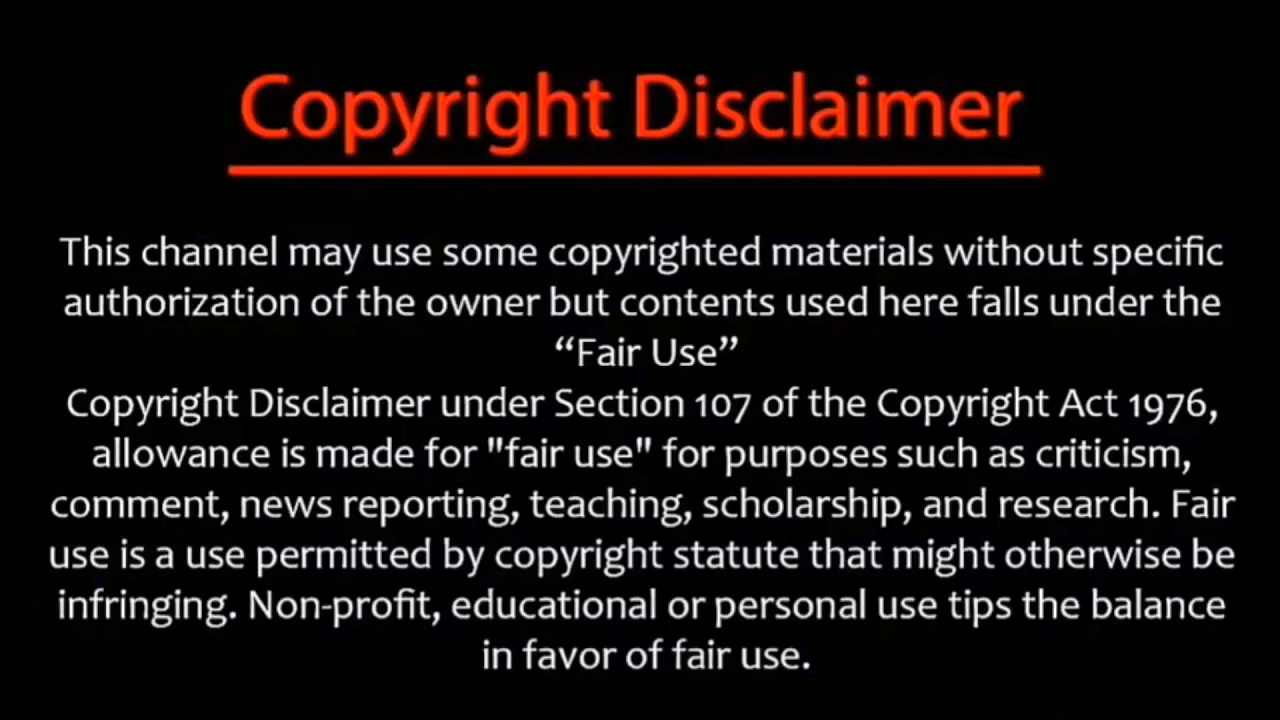 Copyright Disclaimer
This channel may use some copyrighted materials without specific
authorization of the owner but contents used here falls under the
“Fair Use”
Copyright Disclaimer under Section 107 of the Copyright Act 1976,
allowance is made for "fair use" for purposes such as criticism,
comment, news reporting, teaching, scholarship, and research. Fair
use is a use permitted by copyright statute that might otherwise be
infringing. Non-profit, educational or personal use tips the balance
in favor of fair use.